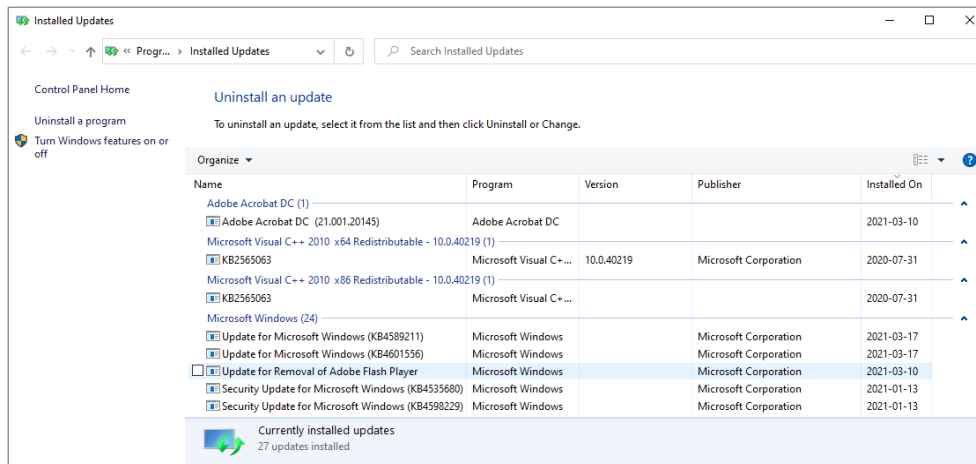 Installed Updates
« Progr... > Installed Updates
Search Installed Updates
Control Panel Home
Uninstall a program
Turn Windows features on or
off
Uninstall an update
To uninstall an update, select it from the list and then click Uninstall or Change.
Organize
Name Program Version Publisher Installed On
Adobe Acrobat DC (1)
Adobe Acrobat DC (21.001.20145) Adobe Acrobat DC 2021-03-10
Microsoft Visual C++ 2010 x64 Redistributable - 10.0.40219 (1)
KB2565063 Microsoft Visual C+... 10.0.40219 Microsoft Corporation 2020-07-31
Microsoft Visual C++ 2010 x86 Redistributable - 10.0.40219 (1)
KB2565063 Microsoft Visual C+... 2020-07-31
Microsoft Windows (24)
Update for Microsoft Windows (KB4589211) Microsoft Windows Microsoft Corporation 2021-03-17
Update for Microsoft Windows (KB4601556) Microsoft Windows Microsoft Corporation 2021-03-17
Update for Removal of Adobe Flash Player Microsoft Windows Microsoft Corporation 2021-03-10
Security Update for Microsoft Windows (KB4535680) Microsoft Windows Microsoft Corporation 2021-01-13
Security Update for Microsoft Windows (KB4598229) Microsoft Windows Microsoft Corporation 2021-01-13
Currently installed updates
27 updates installed